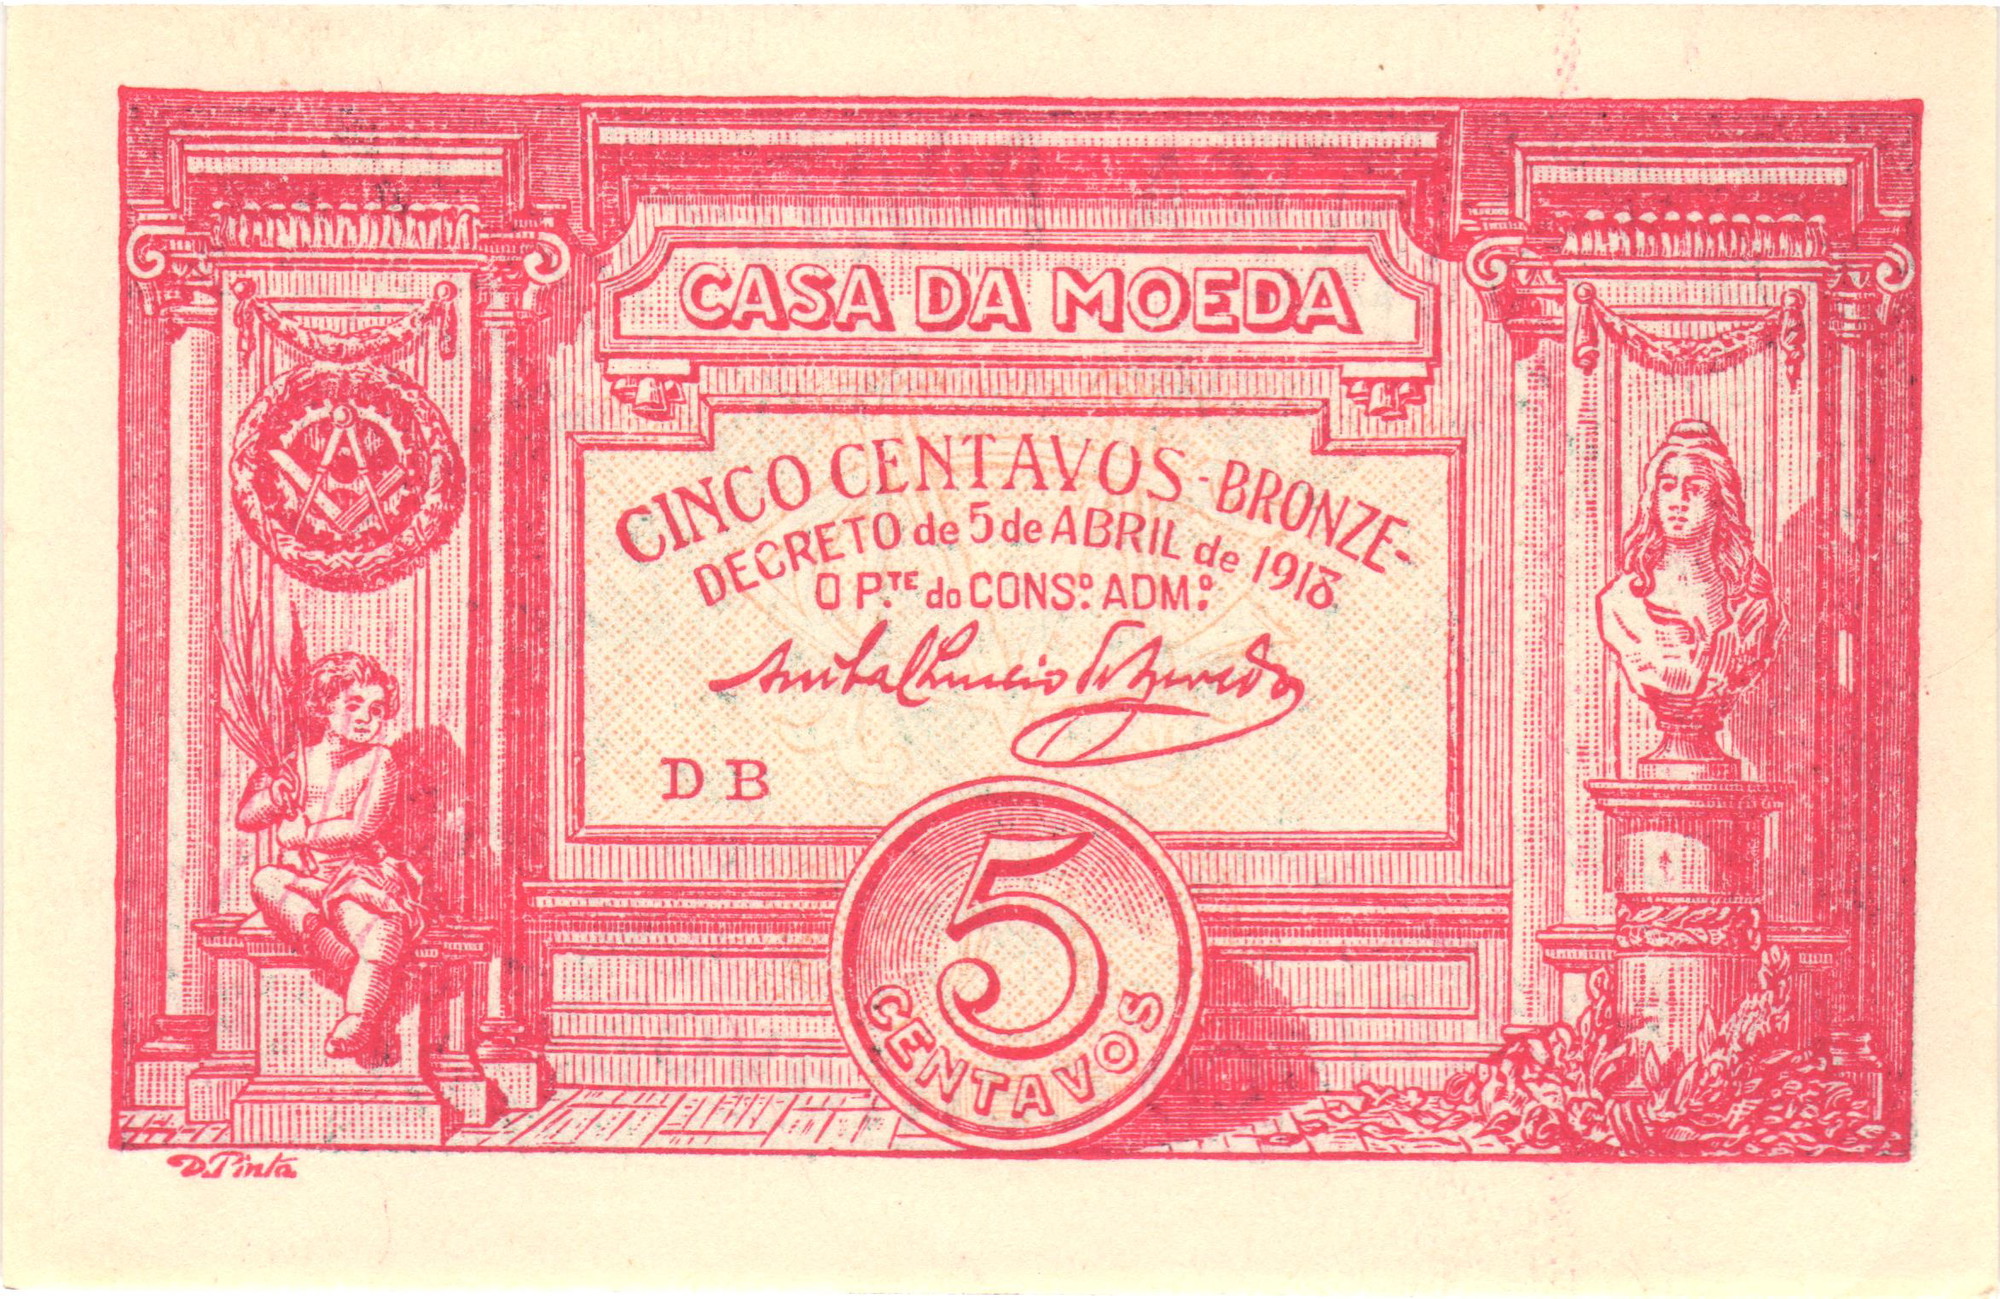 CASA DA MOEDA
CINCO CENTAVOS-BRONZE-
DECRETO de 5 de ABRIL de 1918
O P.TE do CONSº. ADM.º
DB
5
CENTAVOS
D. Pinta